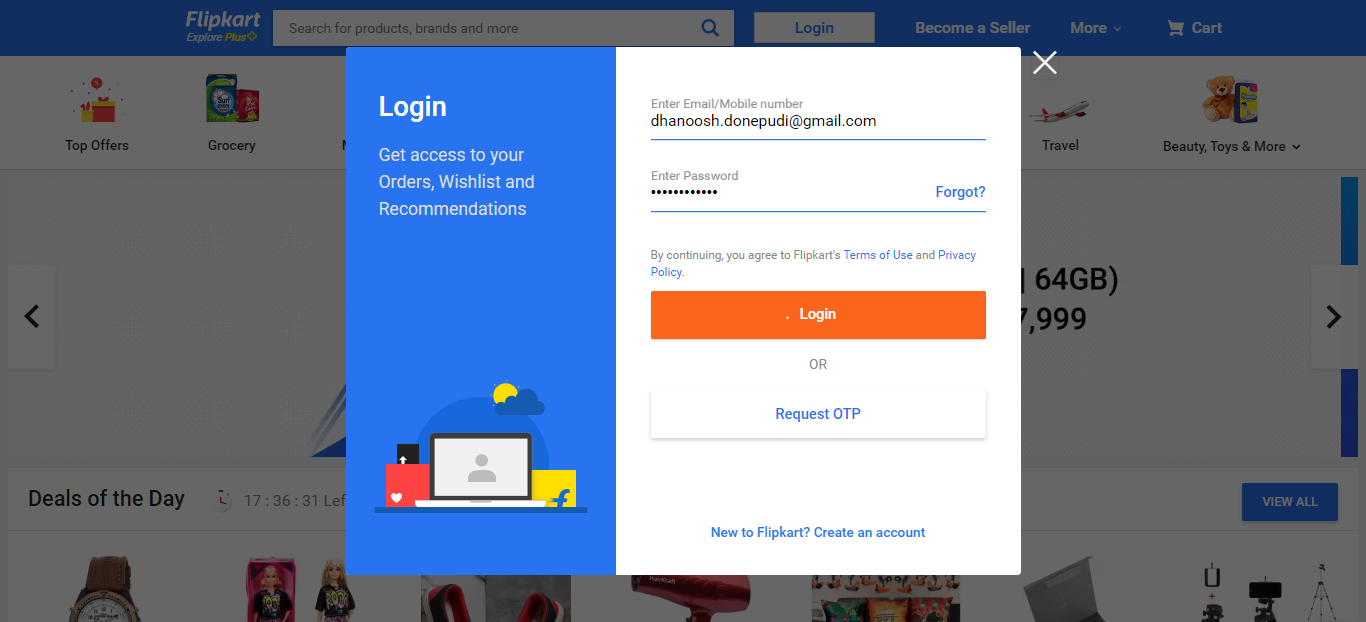 Flipkart
Explore Plus
Search for products, brands and more
Login
Become a Seller
More
Cart
Top Offers
Grocery
Travel
Beauty, Toys & More
Login
Get access to your
Orders, Wishlist and
Recommendations
Enter Email/Mobile number
dhanoosh.donepudi@gmail.com
Enter Password
••••••••••••
Forgot?
By continuing, you agree to Flipkart's Terms of Use and Privacy
Policy.
Login
OR
Request OTP
New to Flipkart? Create an account
64GB)
7,999
Deals of the Day
17 : 36 : 31 Lef
VIEW ALL
HairKraft